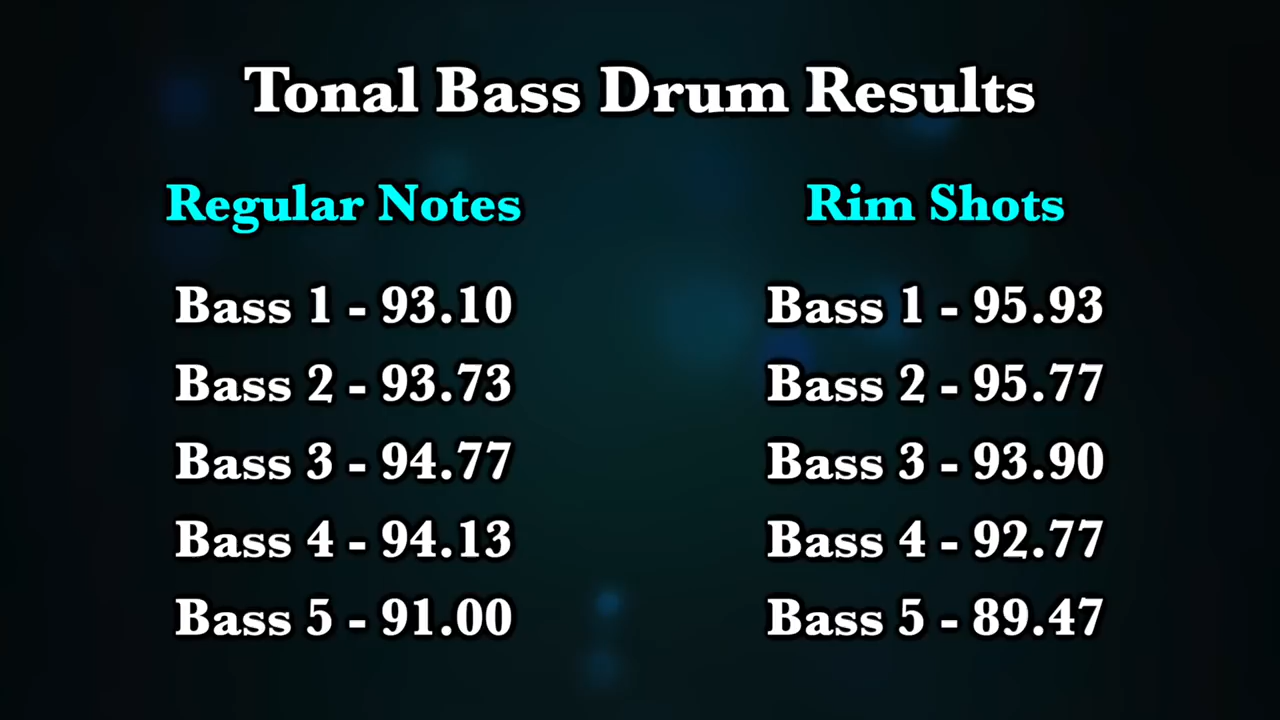 Tonal Bass Drum Results
Regular Notes
Bass 1 - 93.10
Bass 2 - 93.73
Bass 3 - 94.77
Bass 4 - 94.13
Bass 5 - 91.00
Rim Shots
Bass 1 - 95.93
Bass 2 - 95.77
Bass 3 - 93.90
Bass 4 - 92.77
Bass 5 - 89.47